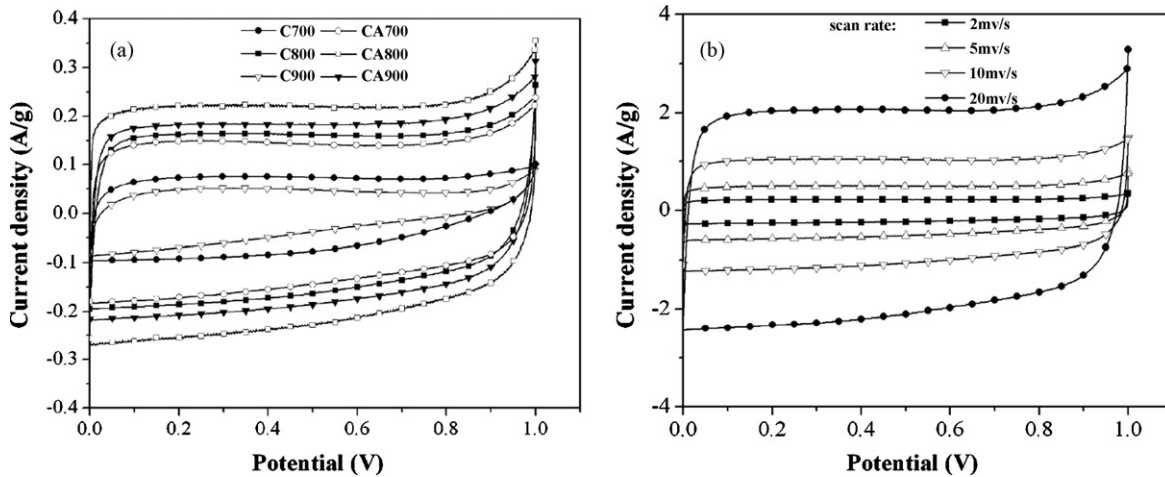 (a)
C700 CA700
C800 CA800
C900 CA900
Current density (A/g)
0.4
0.3
0.2
0.1
0.0
-0.1
-0.2
-0.3
-0.4
0.0 0.2 0.4 0.6 0.8 1.0
Potential (V)
(b)
scan rate: 2mv/s
5mv/s
10mv/s
20mv/s
Current density (A/g)
4
2
0
-2
-4
0.0 0.2 0.4 0.6 0.8 1.0
Potential (V)